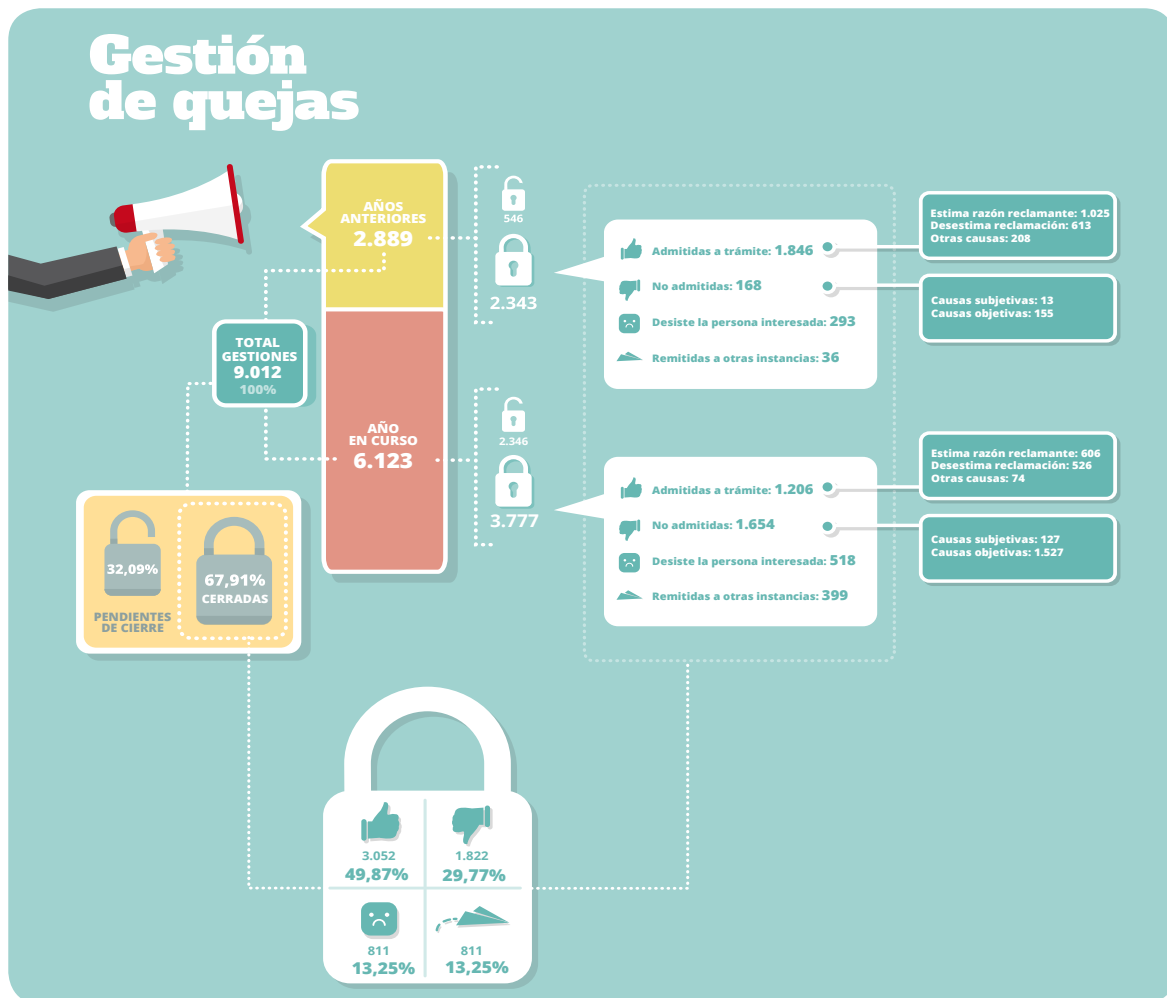 Gestión
de quejas
AÑOS
ANTERIORES
2.889
546
2.343
Admitidas a trámite: 1.846
No admitidas: 168
Desiste la persona interesada: 293
Remitidas a otras instancias: 36
Estima razón reclamante: 1.025
Desestima reclamación: 613
Otras causas: 208
Causas subjetivas: 13
Causas objetivas: 155
TOTAL
GESTIONES
9.012
100%
AÑO
EN CURSO
6.123
2.346
3.777
Admitidas a trámite: 1.206
No admitidas: 1.654
Desiste la persona interesada: 518
Remitidas a otras instancias: 399
Estima razón reclamante: 606
Desestima reclamación: 526
Otras causas: 74
Causas subjetivas: 127
Causas objetivas: 1.527
32,09%
PENDIENTES
DE CIERRE
67,91%
CERRADAS
3.052
49,87%
1.822
29,77%
811
13,25%
811
13,25%